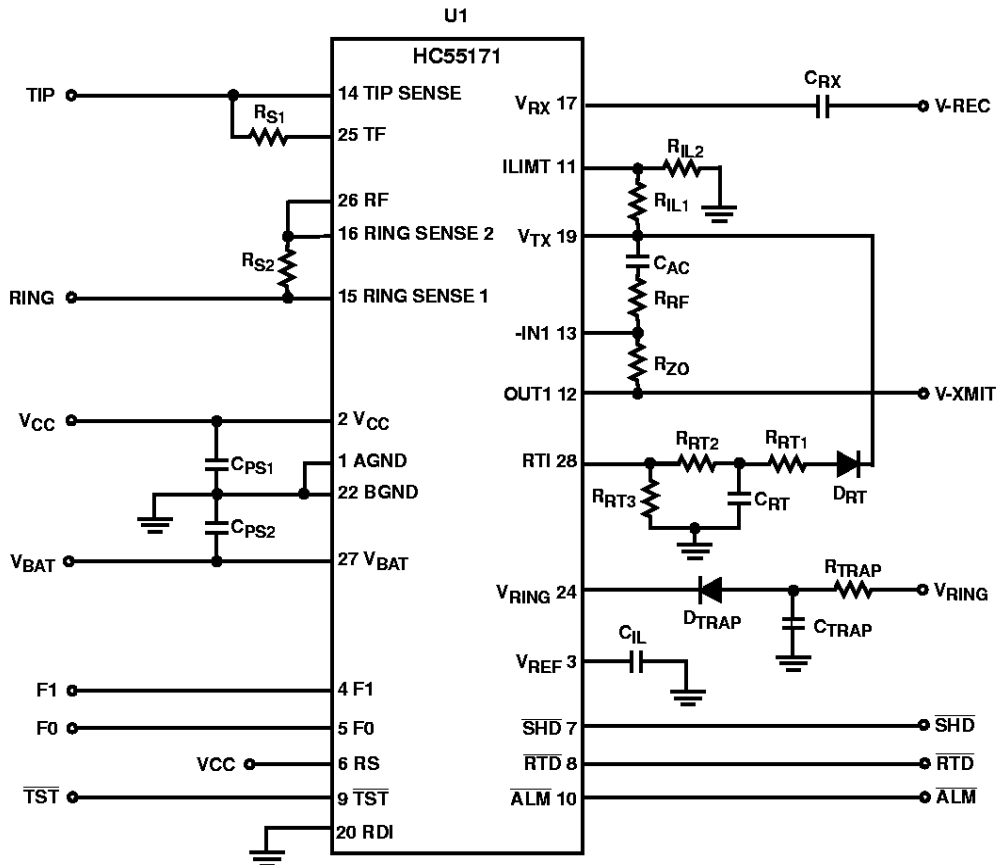 U1
HC55171
TIP
14 TIP SENSE
RS1
25 TF
26 RF
16 RING SENSE 2
RS2
RING
15 RING SENSE 1
VCC
2 VCC
CPS1
1 AGND
22 BGND
CPS2
VBAT
27 VBAT
F1
4 F1
F0
5 F0
VCC
6 RS
TST
9 TST
20 RDI
VRX 17
CRX
V-REC
ILIMT 11
RIL2
RIL1
VTX 19
CAC
RRF
-IN1 13
RZO
OUT1 12
V-XMIT
RTI 28
RRT2
RRT1
DRT
RRT3
CRT
VRING 24
DTRAP
RTRAP
VRING
CTRAP
CIL
VREF 3
SHD 7
SHD
RTD 8
RTD
ALM 10
ALM